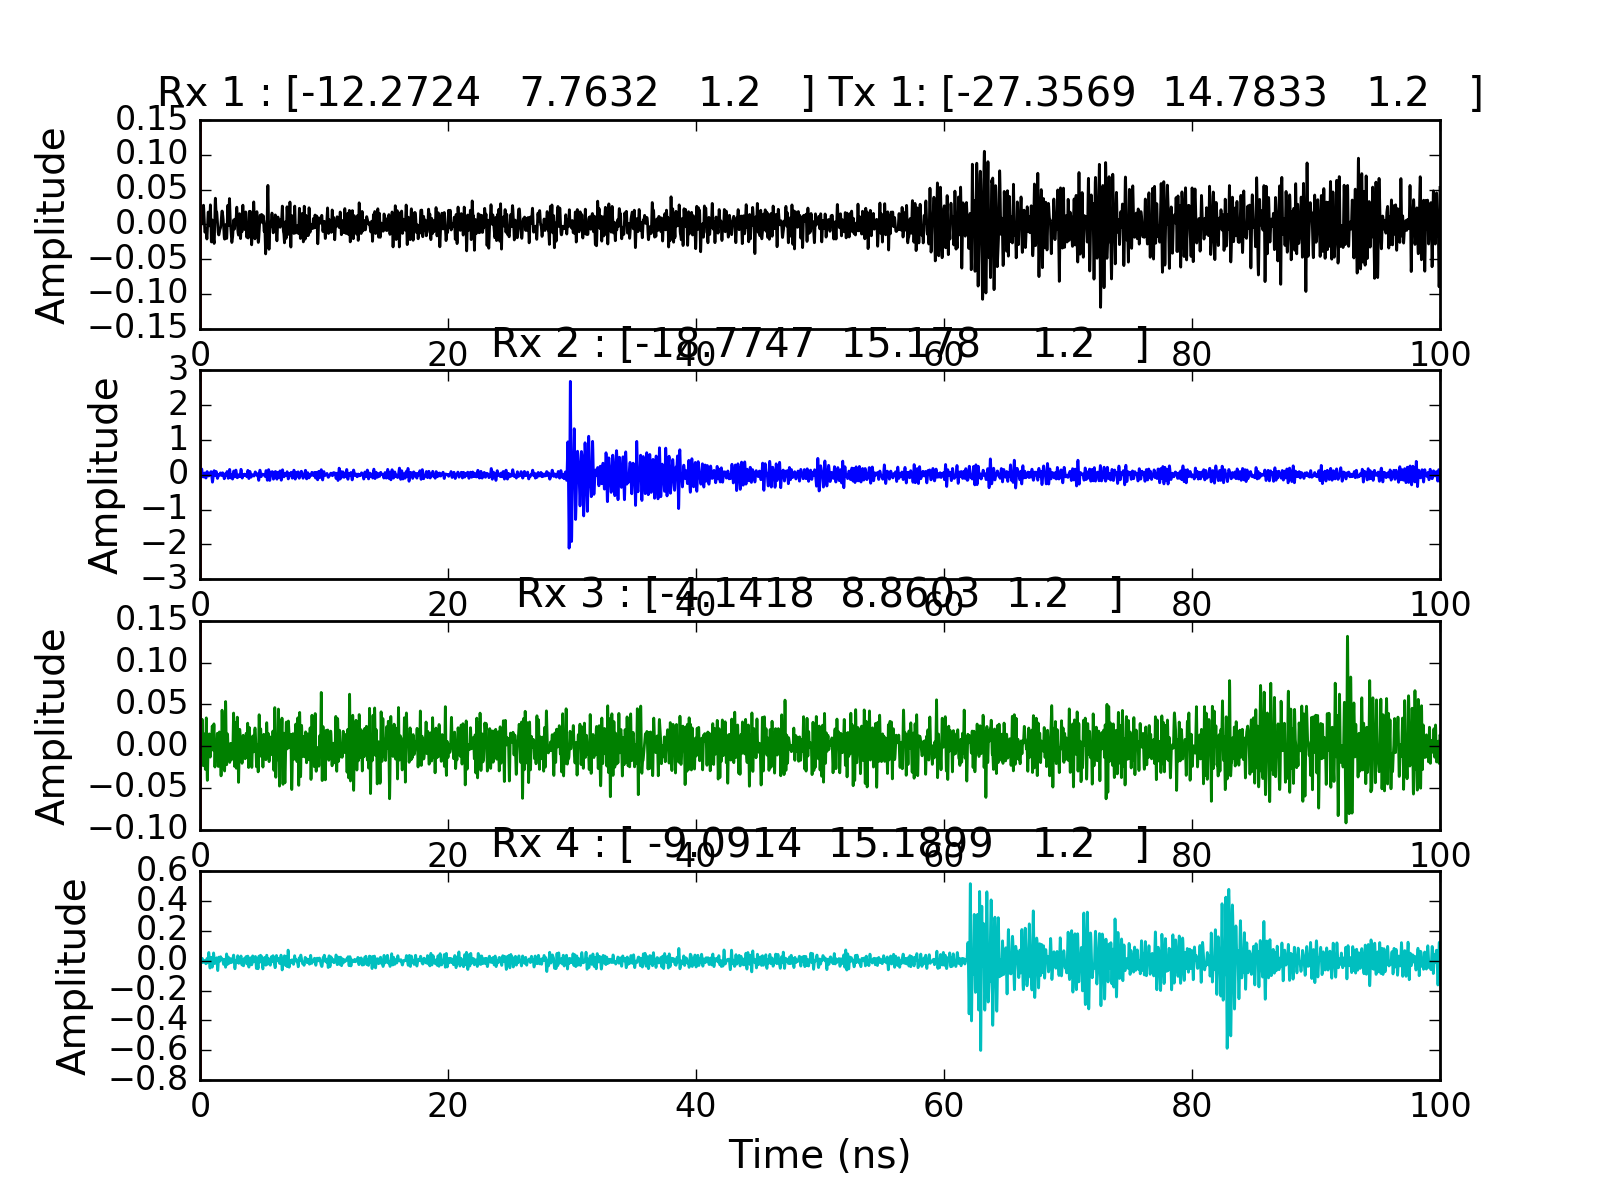 Rx 1 : [-12.2724 7.7632 1.2 ] Tx 1: [-27.3569 14.7833 1.2 ]
0.15
0.10
0.05
0.00
−0.05
−0.10
−0.15
Amplitude
0 20 40 60 80 100
Rx 2 : [-18.7747 15.178 1.2 ]
3
2
1
0
−1
−2
−3
Amplitude
0 20 40 60 80 100
Rx 3 : [-4.1418 8.8603 1.2 ]
0.15
0.10
0.05
0.00
−0.05
−0.10
Amplitude
0 20 40 60 80 100
Rx 4 : [ -9.0914 15.1899 1.2 ]
0.6
0.4
0.2
0.0
−0.2
−0.4
−0.6
−0.8
Amplitude
0 20 40 60 80 100
Time (ns)